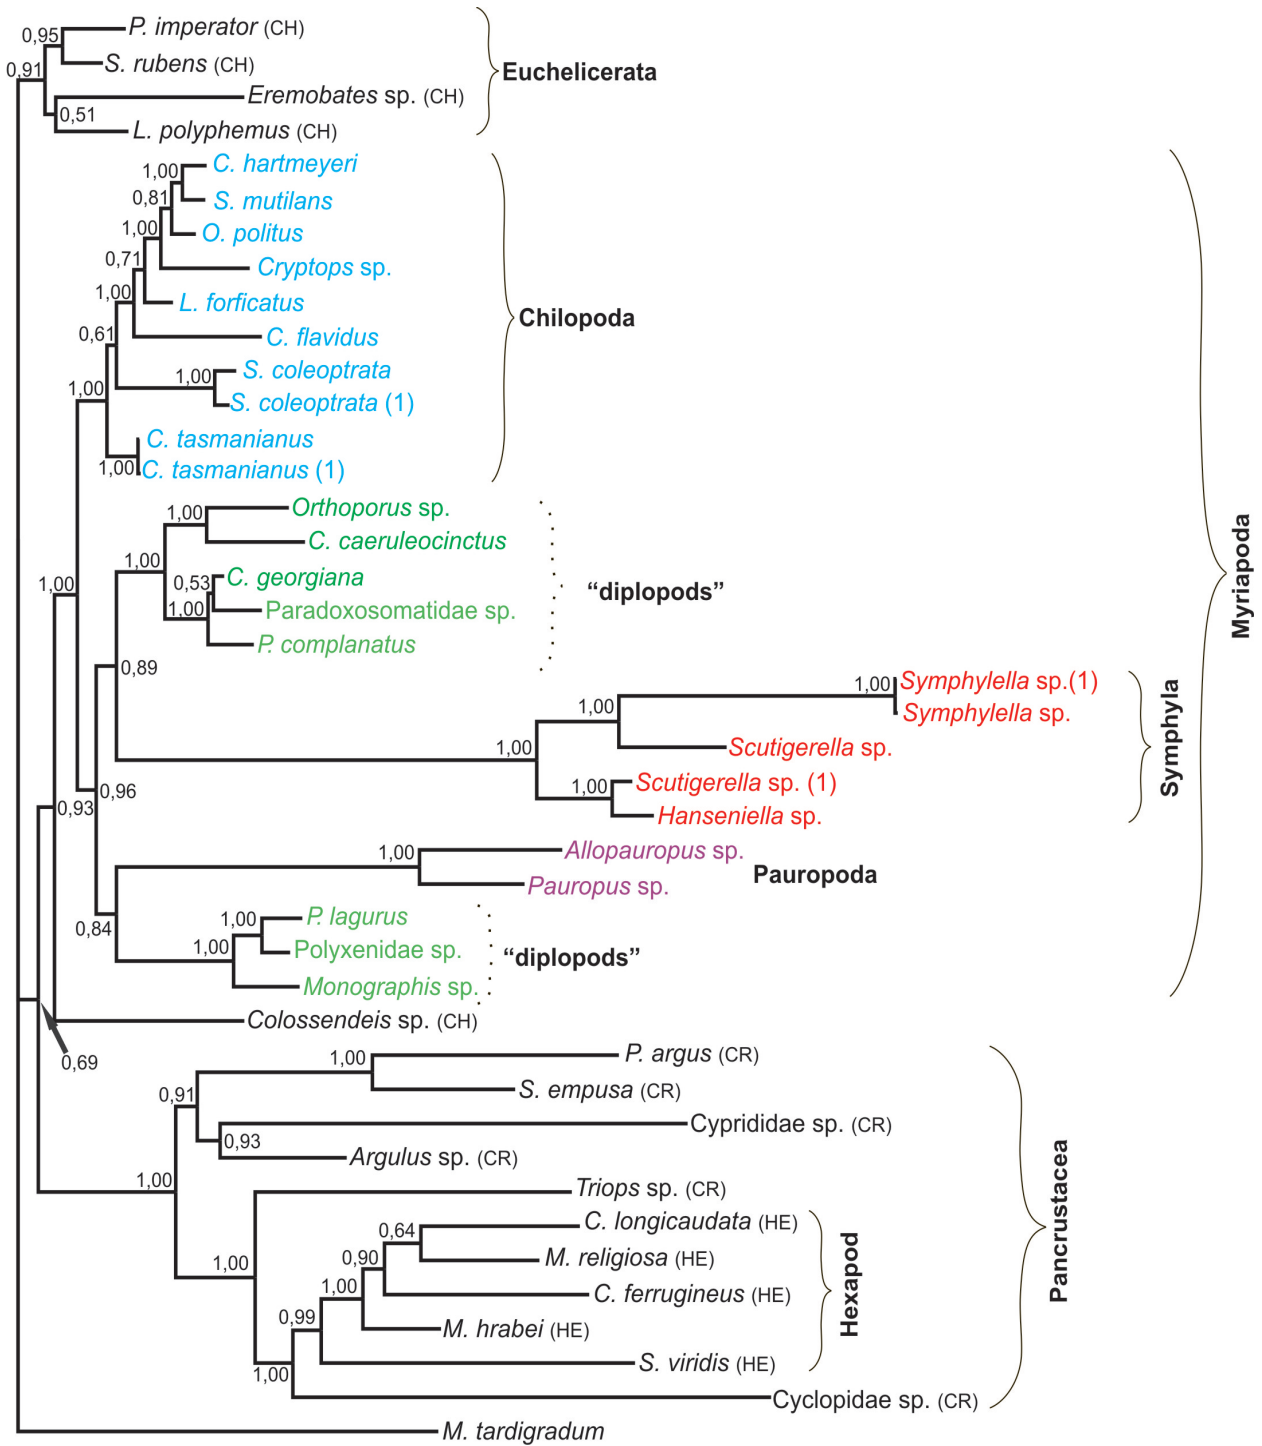 P. imperator (CH)
0,95
S. rubens (CH)
0,91
Euchelicerata
Eremobates sp. (CH)
0,51
L. polyphemus (CH)
C. hartmeyeri
1,00
0,81
S. mutilans
1,00
O. politus
0,71
Cryptops sp.
1,00
L. forficatus
Chilopoda
0,61
C. flavidus
1,00
S. coleoptrata
1,00
S. coleoptrata (1)
C. tasmanianus
1,00
C. tasmanianus (1)
Orthoporus sp.
1,00
C. caeruleocinctus
1,00
C. georgiana
0,53
1,00
“diplopods”
Myriapoda
1,00
Paradoxosomatidae sp.
P. complanatus
0,89
1,00
Symphylella sp.(1)
Symphylella sp.
1,00
Symphyla
1,00
Scutigerella sp.
1,00
Scutigerella sp. (1)
0,96
0,93
Hanseniella sp.
1,00
Allopauropus sp.
Pauropoda
Pauropus sp.
0,84
1,00
P. lagurus
1,00
Polyxenidae sp.
“diplopods”
Monographis sp.
Colossendeis sp. (CH)
0,69
1,00
P. argus (CR)
S. empusa (CR)
0,91
Cyprididae sp. (CR)
0,93
Argulus sp. (CR)
1,00
Triops sp. (CR)
Pancrustacea
C. longicaudata (HE)
0,64
M. religiosa (HE)
0,90
1,00
C. ferrugineus (HE)
Hexapod
1,00
0,99
M. hrabei (HE)
S. viridis (HE)
1,00
Cyclopidae sp. (CR)
M. tardigradum